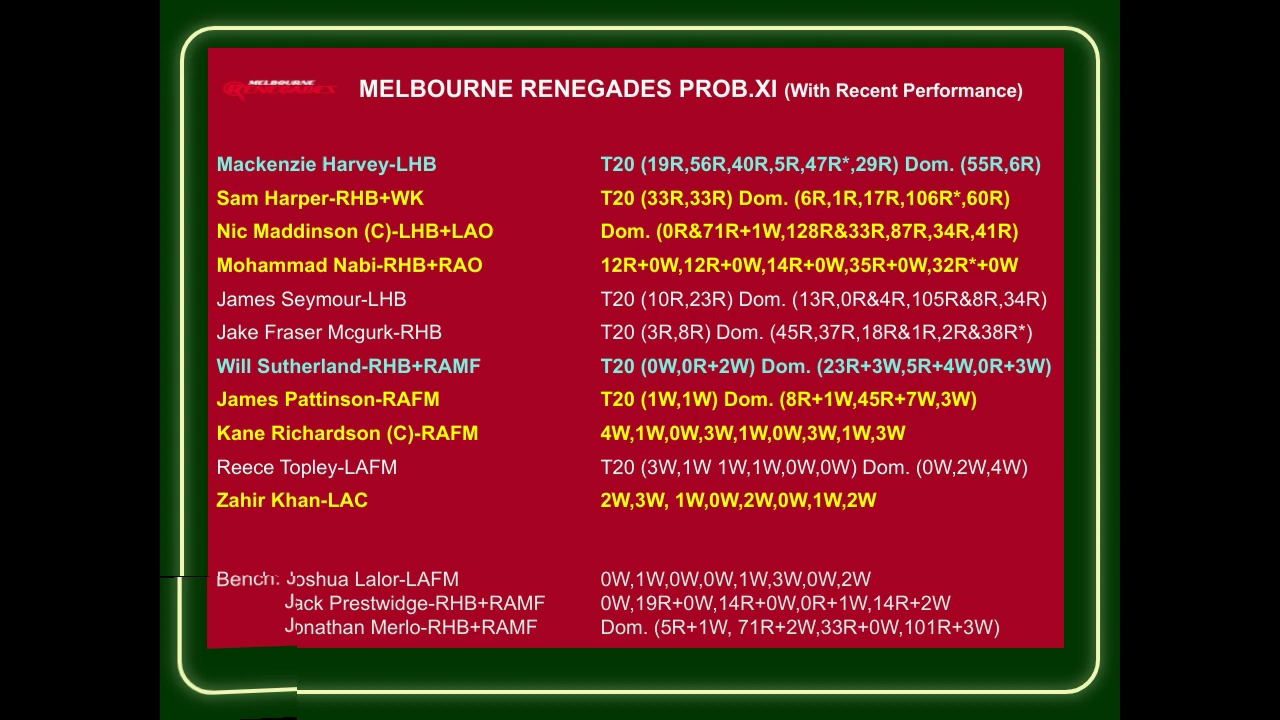 MELBOURNE RENEGADES MELBOURNE RENEGADES PROB.XI (With Recent Performance)
Mackenzie Harvey-LHB T20 (19R,56R,40R,5R,47R*,29R) Dom. (55R,6R)
Sam Harper-RHB+WK T20 (33R,33R) Dom. (6R,1R,17R,106R*,60R)
Nic Maddinson (C)-LHB+LAO Dom. (0R&71R+1W,128R&33R,87R,34R,41R)
Mohammad Nabi-RHB+RAO 12R+0W,12R+0W,14R+0W,35R+0W,32R*+0W
James Seymour-LHB T20 (10R,23R) Dom. (13R,0R&4R,105R&8R,34R)
Jake Fraser Mcgurk-RHB T20 (3R,8R) Dom. (45R,37R,18R&1R,2R&38R*)
Will Sutherland-RHB+RAMF T20 (0W,0R+2W) Dom. (23R+3W,5R+4W,0R+3W)
James Pattinson-RAFM T20 (1W,1W) Dom. (8R+1W,45R+7W,3W)
Kane Richardson (C)-RAFM 4W,1W,0W,3W,1W,0W,3W,1W,3W
Reece Topley-LAFM T20 (3W,1W 1W,1W,0W,0W) Dom. (0W,2W,4W)
Zahir Khan-LAC 2W,3W, 1W,0W,2W,0W,1W,2W
Bench: Joshua Lalor-LAFM 0W,1W,0W,0W,1W,3W,0W,2W
Jack Prestwidge-RHB+RAMF 0W,19R+0W,14R+0W,0R+1W,14R+2W
Jonathan Merlo-RHB+RAMF Dom. (5R+1W, 71R+2W,33R+0W,101R+3W)